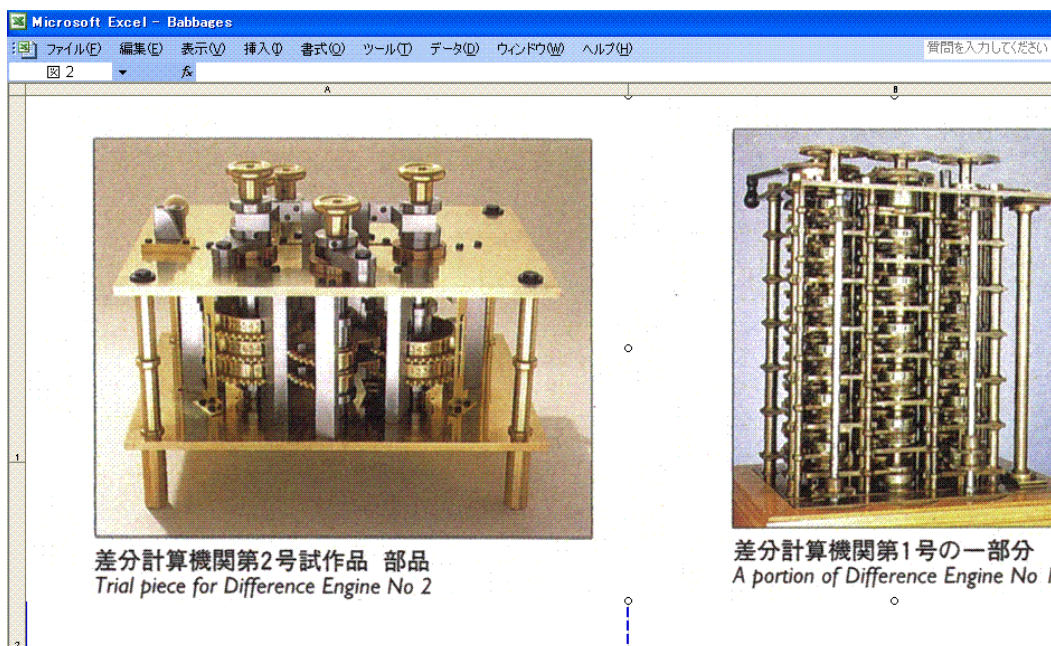 Microsoft Excel - Babbages
ファイル(F) 編集(E) 表示(V) 挿入(I) 書式(O) ツール(T) データ(D) ウィンドウ(W) ヘルプ(H) 質問を入力してください
図 2 fx
A B
1
差分計算機関第2号試作品 部品
Trial piece for Difference Engine No 2
差分計算機関第1号の一部分
A portion of Difference Engine No 1
2